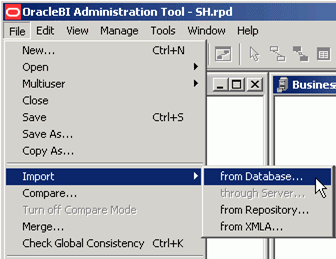 OracleBI Administration Tool - SH.rpd
File Edit View Manage Tools Window Help
New... Ctrl+N
Open
Multiuser
Close
Save Ctrl+S
Save As...
Copy As...
Import
Compare...
Turn off Compare Mode
Merge...
Check Global Consistency Ctrl+K
Business
from Database...
through Server...
from Repository...
from XMLA...